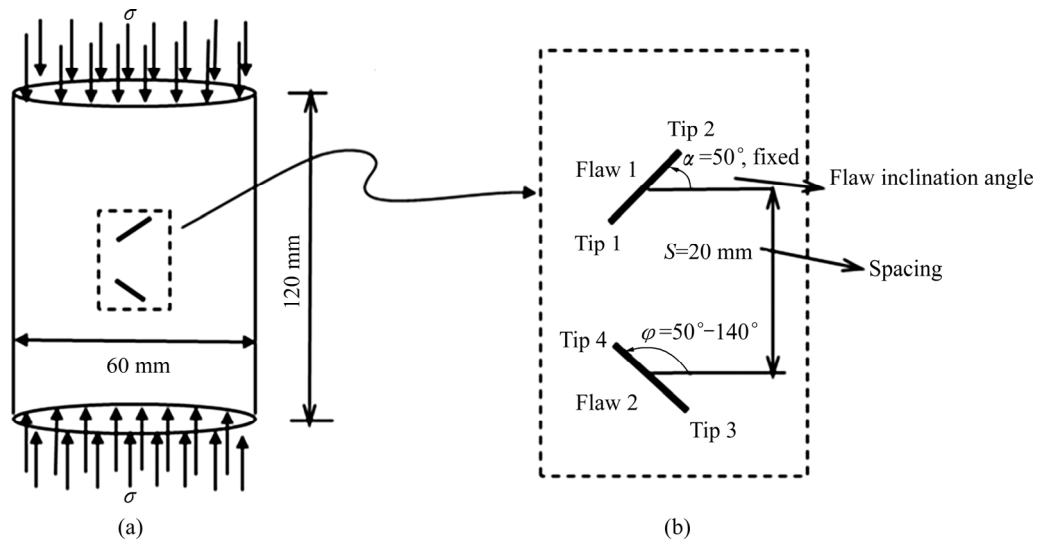 σ
120 mm
60 mm
σ
(a)
Tip 2
Flaw 1
α=50°, fixed
Flaw inclination angle
Tip 1
S=20 mm
Spacing
Tip 4
φ=50°−140°
Flaw 2
Tip 3
(b)